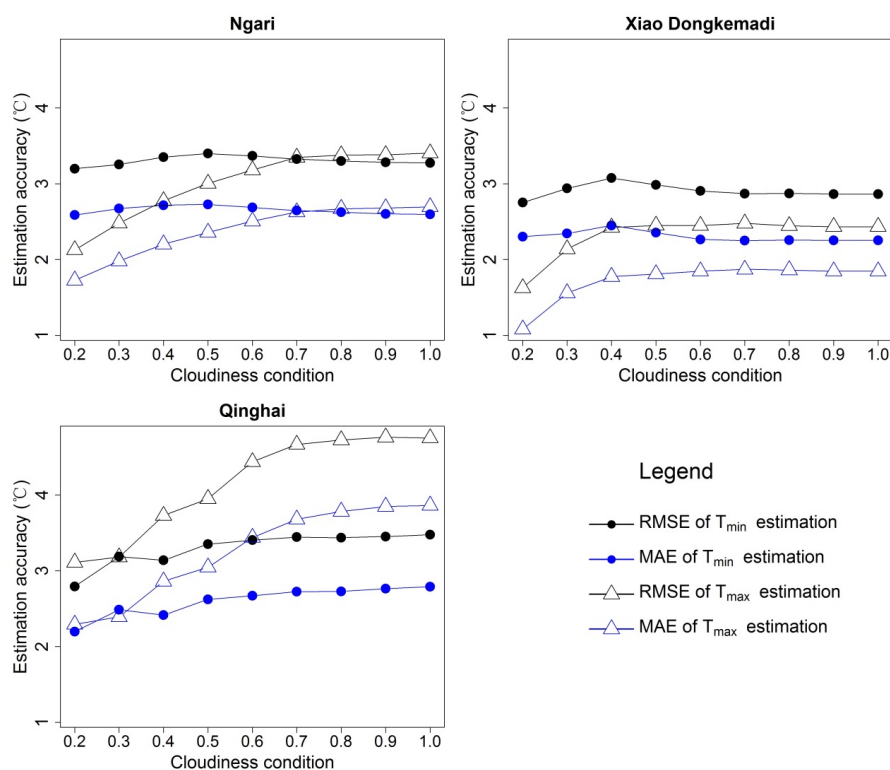 Ngari
Estimation accuracy (℃)
4
3
2
1
0.2 0.3 0.4 0.5 0.6 0.7 0.8 0.9 1.0
Cloudiness condition
Xiao Dongkemadi
Estimation accuracy (℃)
4
3
2
1
0.2 0.3 0.4 0.5 0.6 0.7 0.8 0.9 1.0
Cloudiness condition
Qinghai
Estimation accuracy (℃)
4
3
2
1
0.2 0.3 0.4 0.5 0.6 0.7 0.8 0.9 1.0
Cloudiness condition
Legend
RMSE of Tmin estimation
MAE of Tmin estimation
RMSE of Tmax estimation
MAE of Tmax estimation